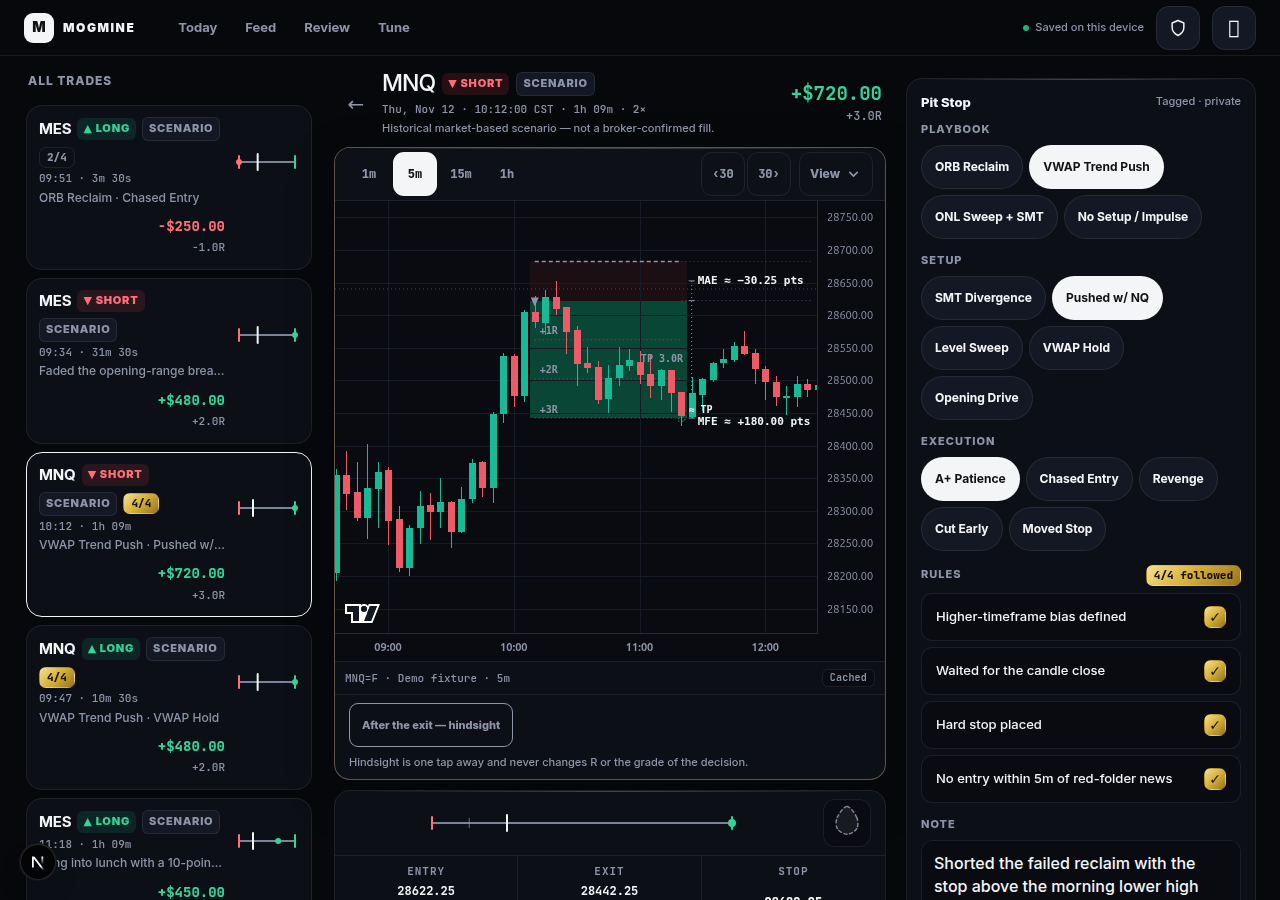 M MOGMINE Today Feed Review Tune Saved on this device
ALL TRADES
MES ▲ LONG SCENARIO
2/4
09:51 · 3m 30s
ORB Reclaim · Chased Entry
-$250.00
-1.0R
MES ▼ SHORT
SCENARIO
09:34 · 31m 30s
Faded the opening-range brea…
+$480.00
+2.0R
MNQ ▼ SHORT
SCENARIO 4/4
10:12 · 1h 09m
VWAP Trend Push · Pushed w/…
+$720.00
+3.0R
MNQ ▲ LONG SCENARIO
4/4
09:47 · 10m 30s
VWAP Trend Push · VWAP Hold
+$480.00
+2.0R
MES ▲ LONG SCENARIO
11:18 · 1h 09m
ng into lunch with a 10-poin…
+$450.00
N
←
MNQ ▼ SHORT SCENARIO
Thu, Nov 12 · 10:12:00 CST · 1h 09m · 2×
Historical market-based scenario — not a broker-confirmed fill.
+$720.00
+3.0R
1m 5m 15m 1h ‹30 30› View
28750.00
28700.00
28650.00
28600.00
28550.00
28500.00
28450.00
28400.00
28350.00
28300.00
28250.00
28200.00
28150.00
MAE ≈ −30.25 pts
+1R
TP 3.0R
+2R
+3R
≈ TP
MFE ≈ +180.00 pts
09:00 10:00 11:00 12:00
MNQ=F · Demo fixture · 5m Cached
After the exit — hindsight
Hindsight is one tap away and never changes R or the grade of the decision.
ENTRY EXIT STOP
28622.25 28442.25
Pit Stop Tagged · private
PLAYBOOK
ORB Reclaim VWAP Trend Push
ONL Sweep + SMT No Setup / Impulse
SETUP
SMT Divergence Pushed w/ NQ
Level Sweep VWAP Hold
Opening Drive
EXECUTION
A+ Patience Chased Entry Revenge
Cut Early Moved Stop
RULES 4/4 followed
Higher-timeframe bias defined ✓
Waited for the candle close ✓
Hard stop placed ✓
No entry within 5m of red-folder news ✓
NOTE
Shorted the failed reclaim with the
stop above the morning lower high